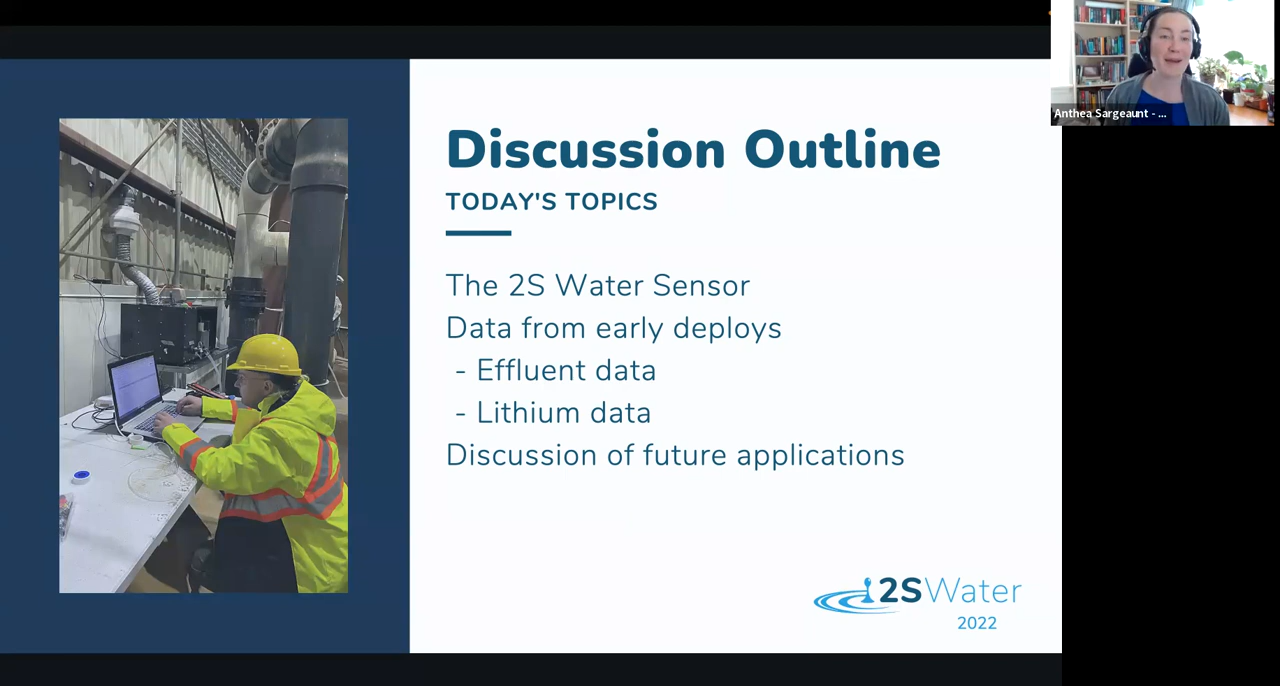 Discussion Outline
TODAY'S TOPICS
The 2S Water Sensor
Data from early deploys
- Effluent data
- Lithium data
Discussion of future applications
2SWater
2022
Anthea Sargeaunt - ...